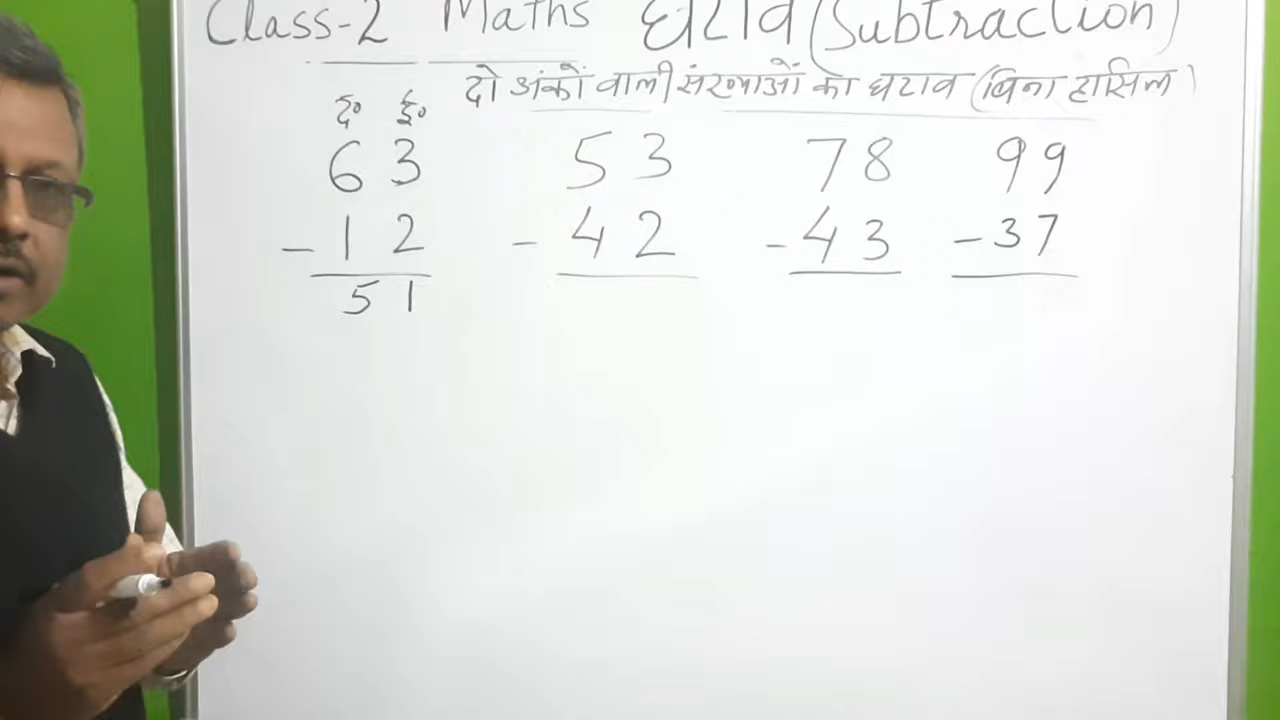 Class-2 Maths घटाव (Subtraction)
दो अंकों वाली संख्याओं का घटाव (बिना हासिल)
द० इ०
63 53 78 99
-12 -42 -43 -37
51